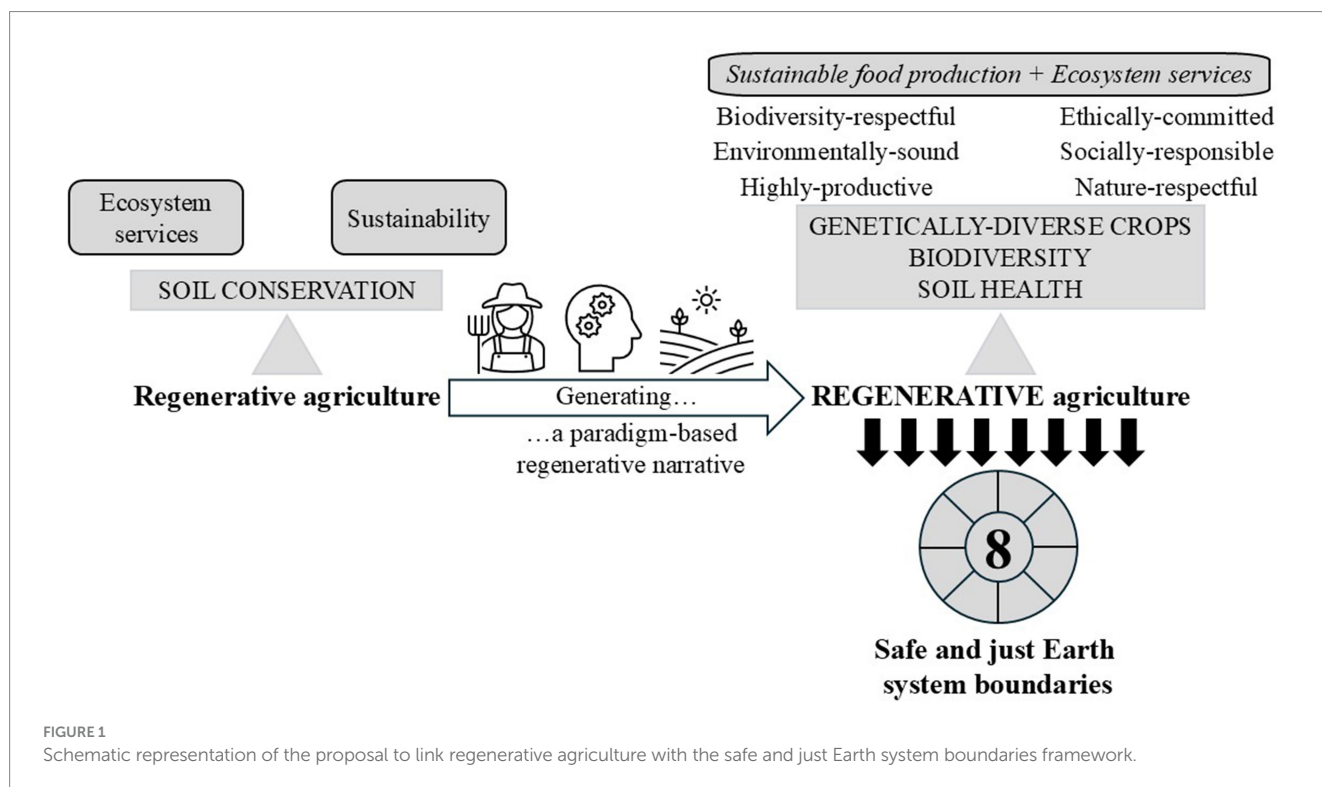 Ecosystem
services
Sustainability
SOIL CONSERVATION
Regenerative agriculture
Generating…
…a paradigm-based
regenerative narrative
Sustainable food production + Ecosystem services
Biodiversity-respectful
Environmentally-sound
Highly-productive
Ethically-committed
Socially-responsible
Nature-respectful
GENETICALLY-DIVERSE CROPS
BIODIVERSITY
SOIL HEALTH
REGENERATIVE agriculture
8
Safe and just Earth
system boundaries
FIGURE 1
Schematic representation of the proposal to link regenerative agriculture with the safe and just Earth system boundaries framework.